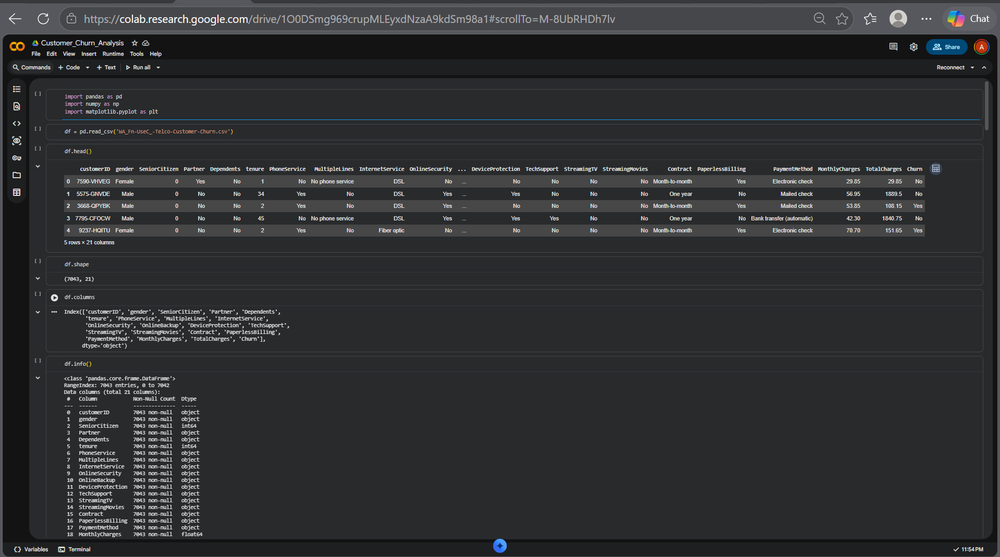 https://colab.research.google.com/drive/1O0DSmg969crupMLEyxdNzaA9kdSm98a1#scrollTo=M-8UbRHDh7lv
Chat
CO
Customer_Churn_Analysis
File Edit View Insert Runtime Tools Help
Share
A
Commands + Code + Text Run all
Reconnect
[ ]
import pandas as pd
import numpy as np
import matplotlib.pyplot as plt
[ ]
df = pd.read_csv('WA_Fn-UseC_-Telco-Customer-Churn.csv')
[ ]
df.head()
customerID gender SeniorCitizen Partner Dependents tenure PhoneService MultipleLines InternetService OnlineSecurity ... DeviceProtection TechSupport StreamingTV StreamingMovies Contract PaperlessBilling PaymentMethod MonthlyCharges TotalCharges Churn
0 7590-VHVEG Female 0 Yes No 1 No No phone service DSL No ... No No No No Month-to-month Yes Electronic check 29.85 29.85 No
1 5575-GNVDE Male 0 No No 34 Yes No DSL Yes ... Yes No No No One year No Mailed check 56.95 1889.5 No
2 3668-QPYBK Male 0 No No 2 Yes No DSL Yes ... No No No No Month-to-month Yes Mailed check 53.85 108.15 Yes
3 7795-CFOCW Male 0 No No 45 No No phone service DSL Yes ... Yes Yes No No One year No Bank transfer (automatic) 42.30 1840.75 No
4 9237-HQITU Female 0 No No 2 Yes No Fiber optic No ... No No No No Month-to-month Yes Electronic check 70.70 151.65 Yes
5 rows × 21 columns
[ ]
df.shape
(7043, 21)
[ ]
df.columns
Index(['customerID', 'gender', 'SeniorCitizen', 'Partner', 'Dependents',
'tenure', 'PhoneService', 'MultipleLines', 'InternetService',
'OnlineSecurity', 'OnlineBackup', 'DeviceProtection', 'TechSupport',
'StreamingTV', 'StreamingMovies', 'Contract', 'PaperlessBilling',
'PaymentMethod', 'MonthlyCharges', 'TotalCharges', 'Churn'],
dtype='object')
[ ]
df.info()
<class 'pandas.core.frame.DataFrame'>
RangeIndex: 7043 entries, 0 to 7042
Data columns (total 21 columns):
# Column Non-Null Count Dtype
--- ------ -------------- -----
0 customerID 7043 non-null object
1 gender 7043 non-null object
2 SeniorCitizen 7043 non-null int64
3 Partner 7043 non-null object
4 Dependents 7043 non-null object
5 tenure 7043 non-null int64
6 PhoneService 7043 non-null object
7 MultipleLines 7043 non-null object
8 InternetService 7043 non-null object
9 OnlineSecurity 7043 non-null object
10 OnlineBackup 7043 non-null object
11 DeviceProtection 7043 non-null object
12 TechSupport 7043 non-null object
13 StreamingTV 7043 non-null object
14 StreamingMovies 7043 non-null object
15 Contract 7043 non-null object
16 PaperlessBilling 7043 non-null object
17 PaymentMethod 7043 non-null object
18 MonthlyCharges 7043 non-null float64
Variables Terminal
11:54 PM